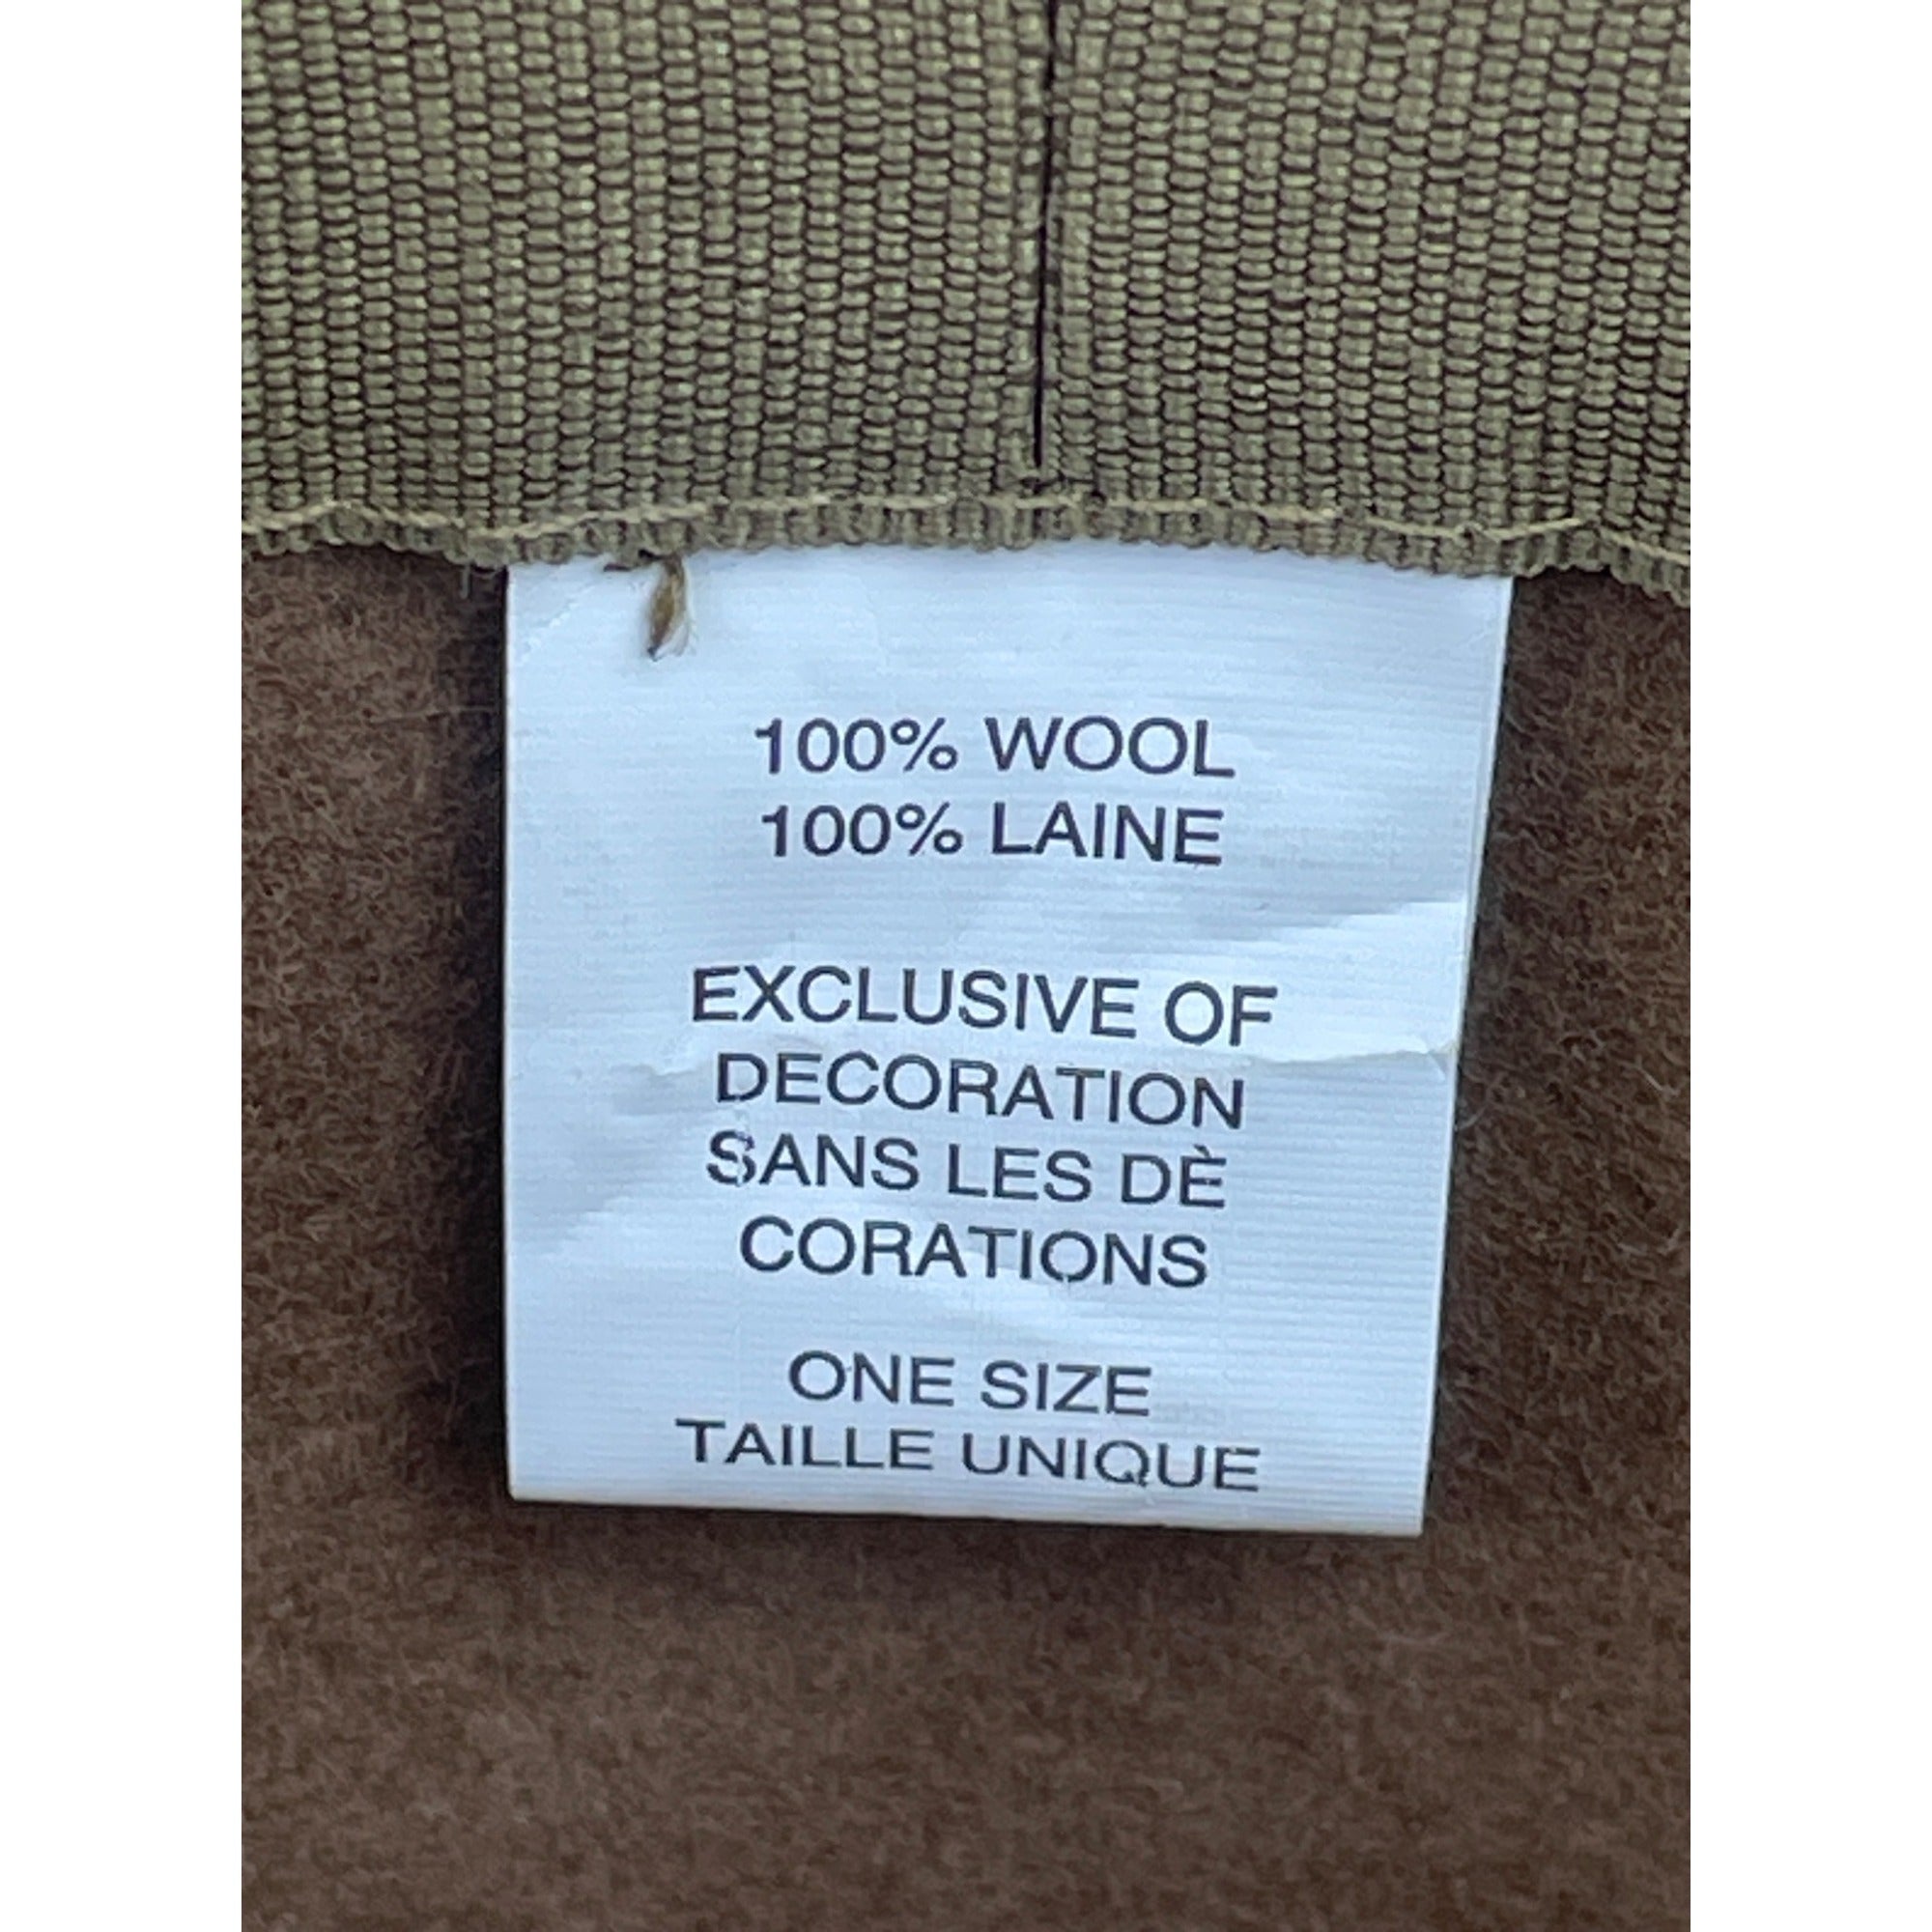 100% WOOL
100% LAINE
EXCLUSIVE OF
DECORATION
SANS LES DÈ
CORATIONS
ONE SIZE
TAILLE UNIQUE